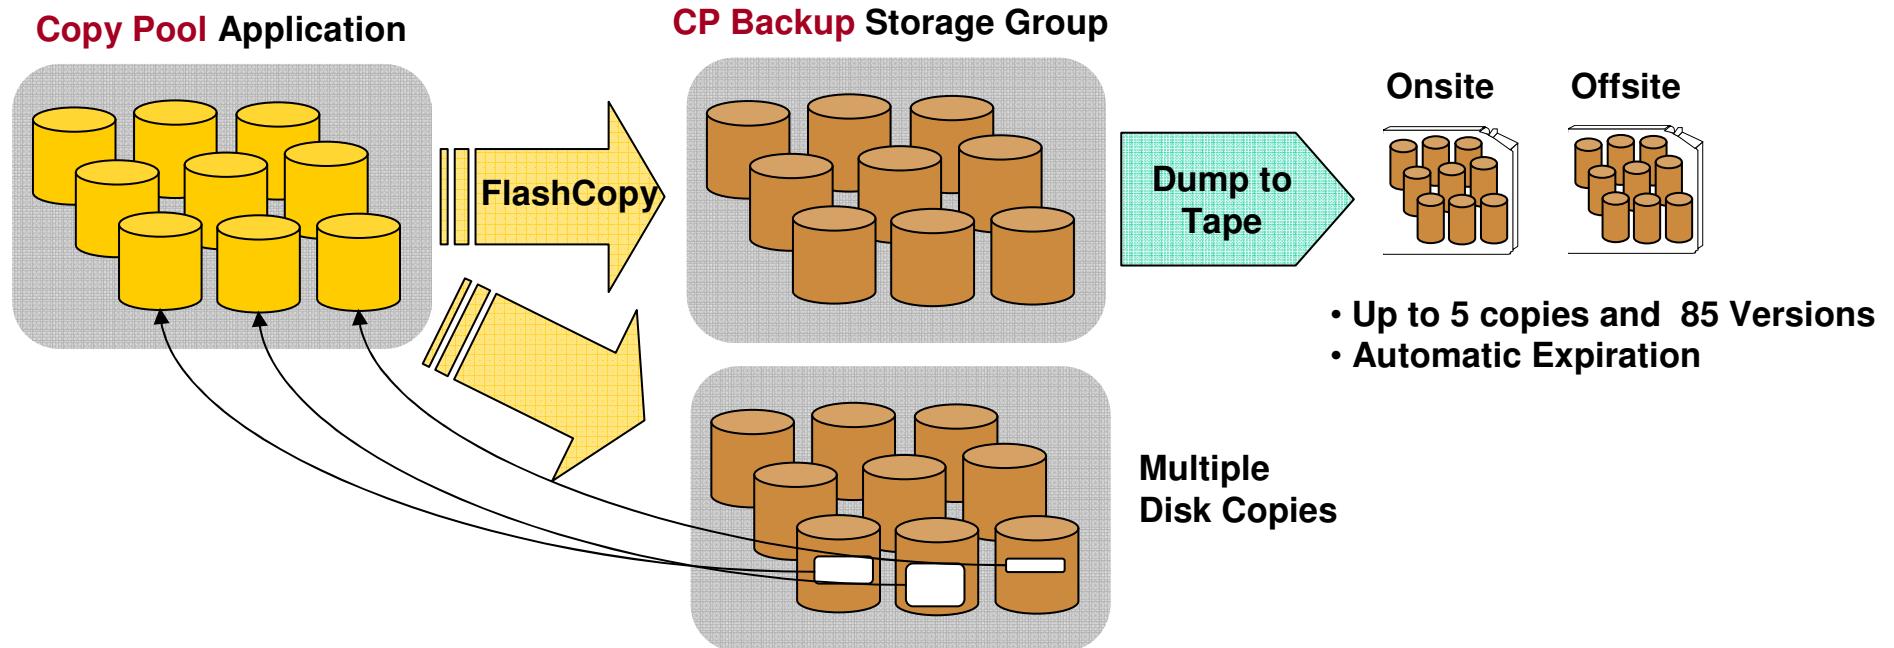 Copy Pool Application
CP Backup Storage Group
Onsite
Offsite
FlashCopy
Dump to
Tape
• Up to 5 copies and 85 Versions
• Automatic Expiration
Multiple
Disk Copies